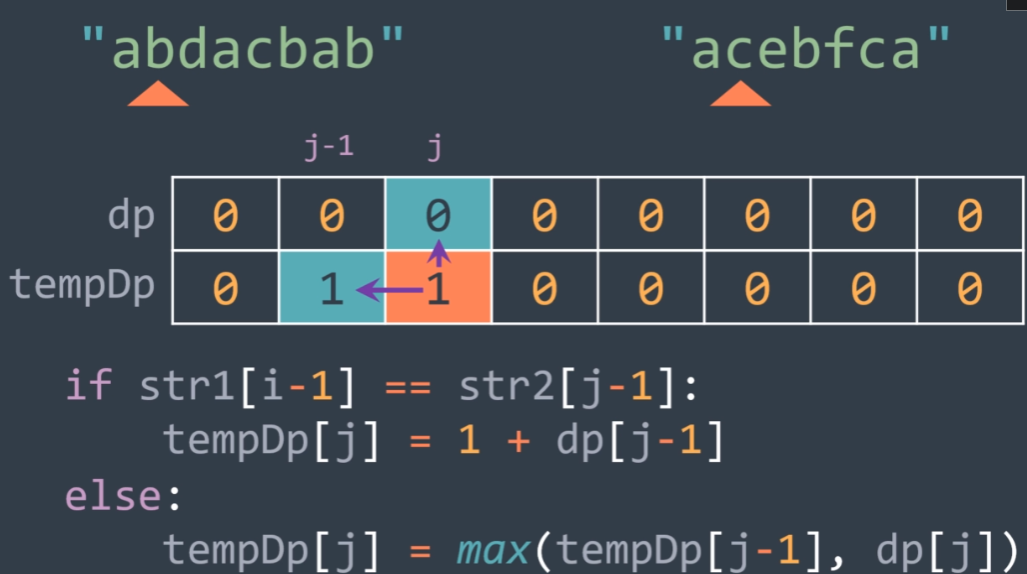 "abdacbab" "acebfca"
j-1 j
dp 0 0 0 0 0 0 0 0
tempDp 0 1 1 0 0 0 0 0
if str1[i-1] == str2[j-1]:
    tempDp[j] = 1 + dp[j-1]
else:
    tempDp[j] = max(tempDp[j-1], dp[j])